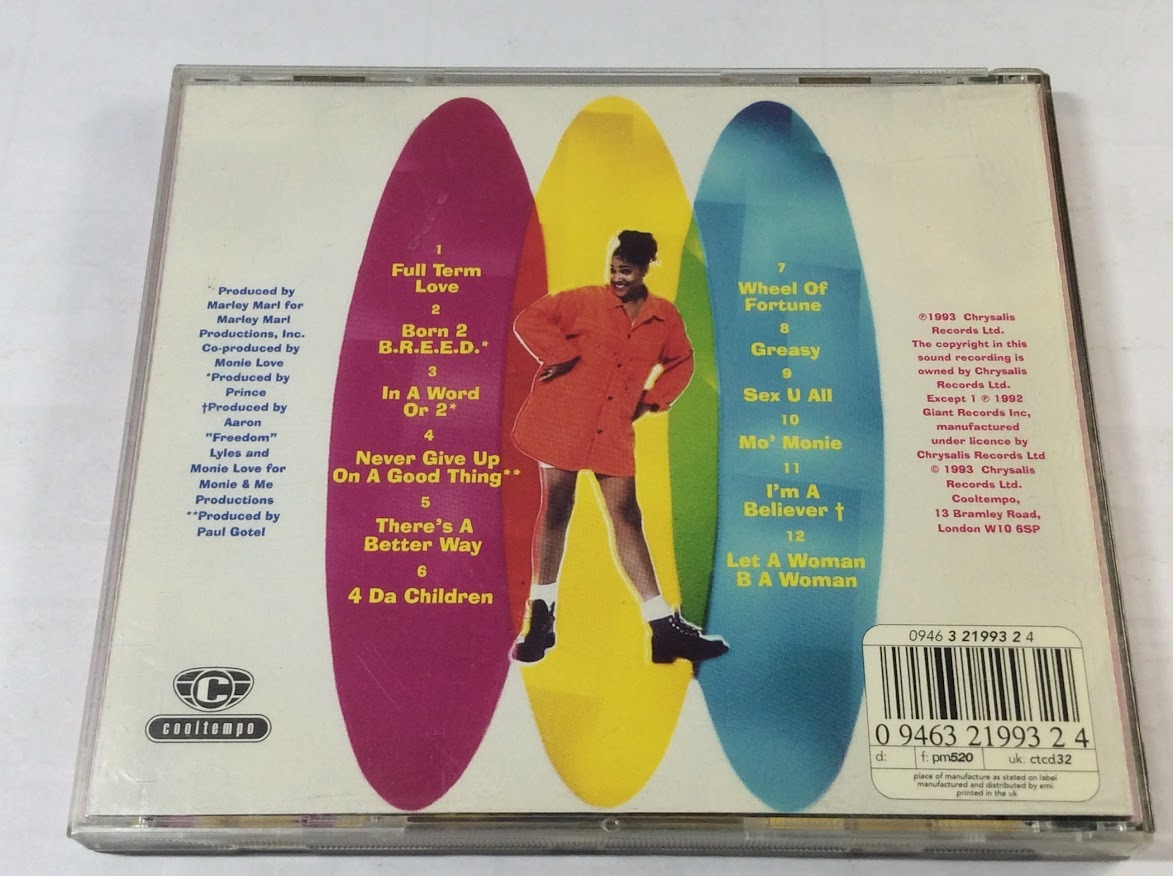 Produced by
Marley Marl for
Marley Marl
Productions, Inc.
Co-produced by
Monie Love
*Produced by
Prince
†Produced by
Aaron
"Freedom"
Lyles and
Monie Love for
Monie & Me
Productions
**Produced by
Paul Gotel
C
cooltempo
1
Full Term
Love
2
Born 2
B.R.E.E.D.*
3
In A Word
Or 2*
4
Never Give Up
On A Good Thing**
5
There's A
Better Way
6
4 Da Children
7
Wheel Of
Fortune
8
Greasy
9
Sex U All
10
Mo' Monie
11
I'm A
Believer †
12
Let A Woman
B A Woman
℗1993 Chrysalis
Records Ltd.
The copyright in this
sound recording is
owned by Chrysalis
Records Ltd.
Except 1 ℗ 1992
Giant Records Inc,
manufactured
under licence by
Chrysalis Records Ltd
© 1993 Chrysalis
Records Ltd.
Cooltempo,
13 Bramley Road,
London W10 6SP
0946 3 21993 2 4
0 94632 1993 2 4
d: f: pm520 uk: ctcd32
place of manufacture as stated on label
manufactured and distributed by emi.
printed in the uk